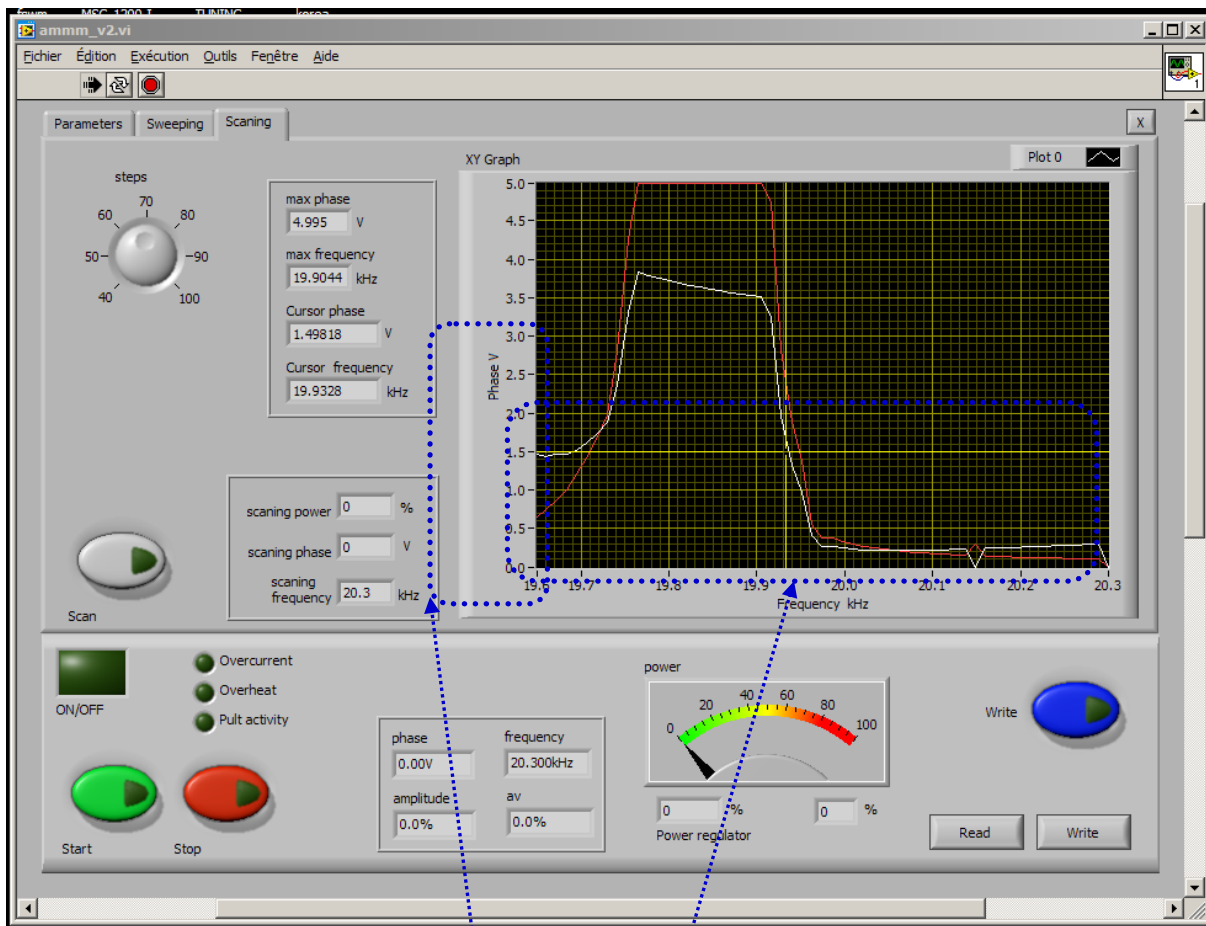 MSG_1200_I TUNING korea
ammm_v2.vi
Fichier Édition Exécution Outils Fenêtre Aide
1
Parameters Sweeping Scaning
X
steps
40 50 60 70 80 90 100
max phase
4.995 V
max frequency
19.9044 kHz
Cursor phase
1.49818 V
Cursor frequency
19.9328 kHz
scaning power 0 %
scaning phase 0 V
scaning
frequency 20.3 kHz
Scan
XY Graph
Plot 0
Phase V
5.0
4.5
4.0
3.5
3.0
2.5
2.0
1.5
1.0
0.5
0.0
19.6 19.7 19.8 19.9 20.0 20.1 20.2 20.3
Frequency kHz
ON/OFF
Overcurrent
Overheat
Pult activity
Start
Stop
phase frequency
0.00V 20.300kHz
amplitude av
0.0% 0.0%
power
0 20 40 60 80 100
0 % 0 %
Power regulator
Write
Read Write